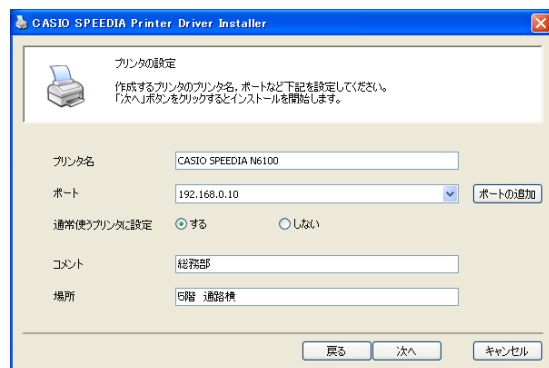 CASIO SPEEDIA Printer Driver Installer
プリンタの設定
作成するプリンタのプリンタ名，ポートなど下記を設定してください。
「次へ」ボタンをクリックするとインストールを開始します。
プリンタ名 CASIO SPEEDIA N6100
ポート 192.168.0.10 ポートの追加
通常使うプリンタに設定 する しない
コメント 総務部
場所 5階 通路横
戻る 次へ キャンセル